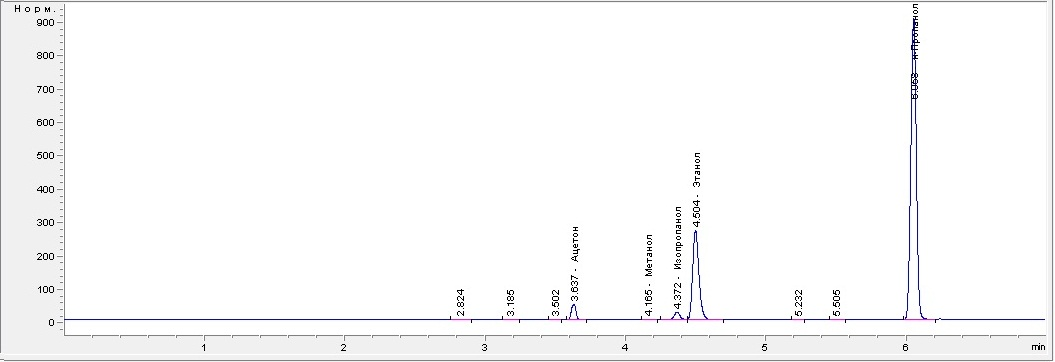 Норм.
900
800
700
600
500
400
300
200
100
0
2.824
3.185
3.502
3.637 - Ацетон
4.165 - Метанол
4.372 - Изопропанол
4.504 - Этанол
5.232
5.505
6.068 - н-Пропанол
1 2 3 4 5 6 min